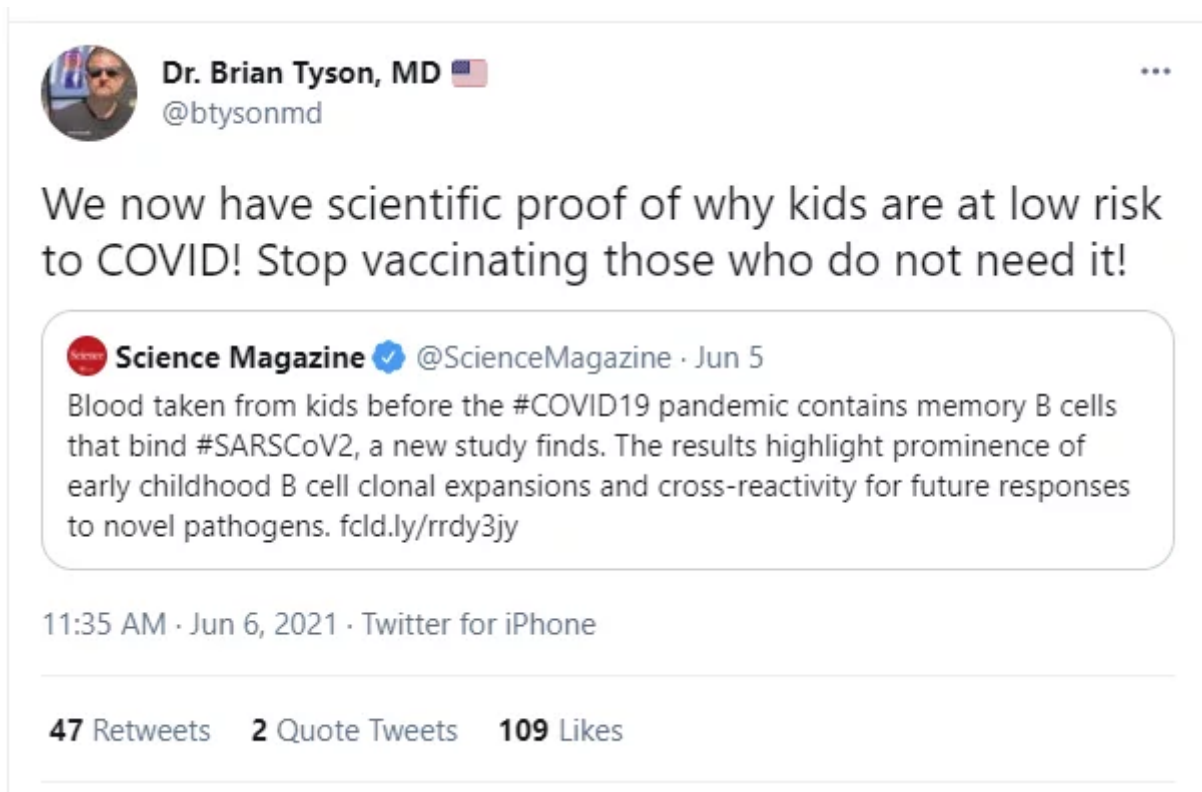 Dr. Brian Tyson, MD
@btysonmd
We now have scientific proof of why kids are at low risk
to COVID! Stop vaccinating those who do not need it!
Science
Science Magazine @ScienceMagazine · Jun 5
Blood taken from kids before the #COVID19 pandemic contains memory B cells
that bind #SARSCoV2, a new study finds. The results highlight prominence of
early childhood B cell clonal expansions and cross-reactivity for future responses
to novel pathogens. fcld.ly/rrdy3jy
11:35 AM · Jun 6, 2021 · Twitter for iPhone
47 Retweets 2 Quote Tweets 109 Likes